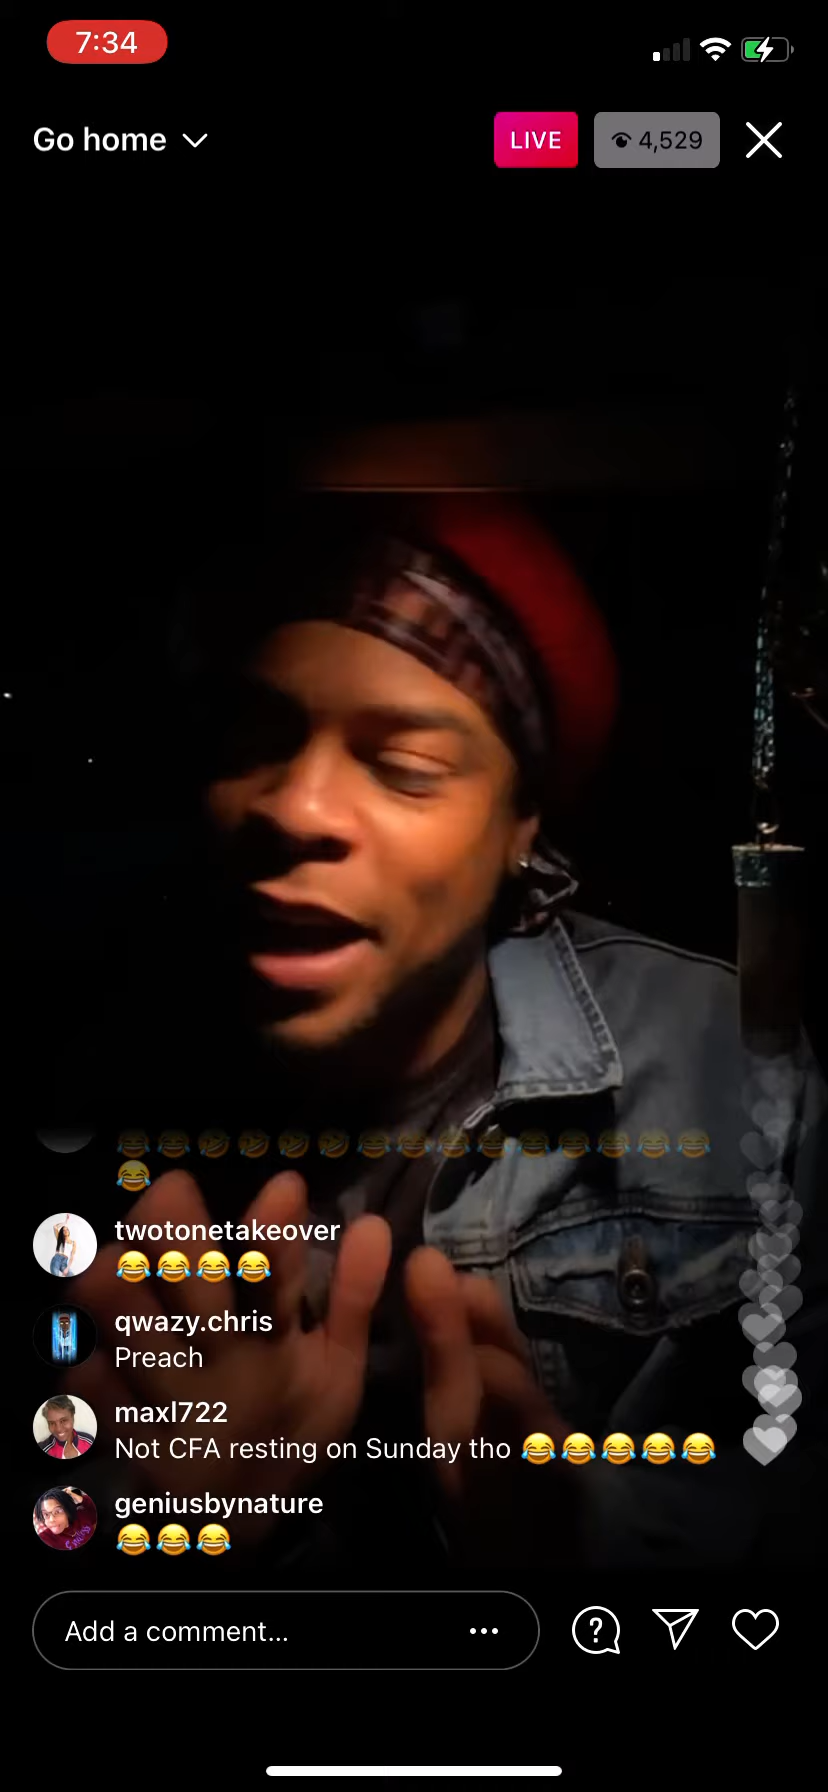 7:34
Go home
LIVE
4,529
😂😂🤣🤣🤣🤣😂😂😂😂😂😂😂😂😂
😂
twotonetakeover
😂😂😂😂
qwazy.chris
Preach
maxl722
Not CFA resting on Sunday tho 😂😂😂😂😂
geniusbynature
😂😂😂
Add a comment...